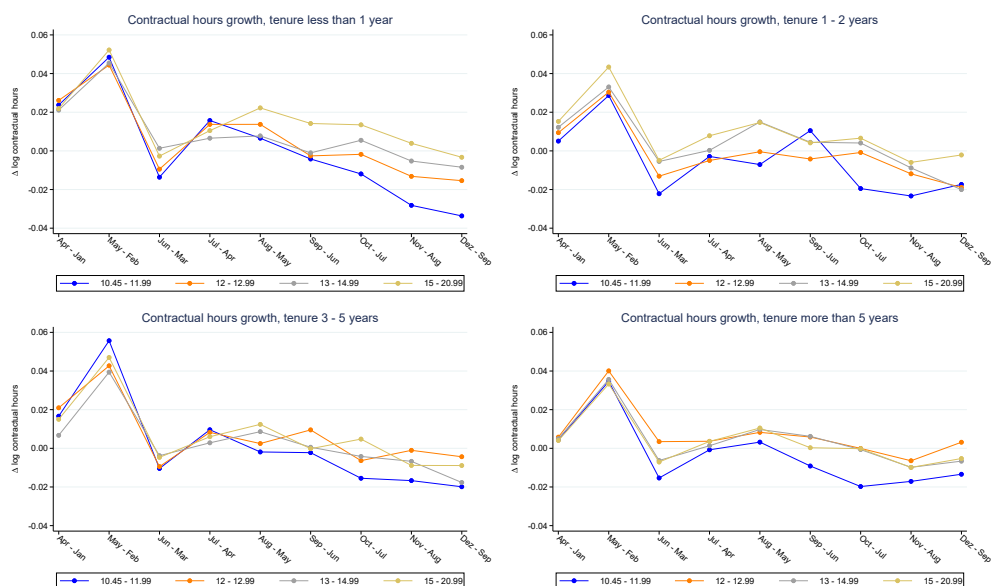 Contractual hours growth, tenure less than 1 year
Δ log contractual hours
0.06
0.04
0.02
0.00
-0.02
-0.04
Apr - Jan
May - Feb
Jun - Mar
Jul - Apr
Aug - May
Sep - Jun
Oct - Jul
Nov - Aug
Dez - Sep
10.45 - 11.99 12 - 12.99 13 - 14.99 15 - 20.99
Contractual hours growth, tenure 1 - 2 years
Δ log contractual hours
0.06
0.04
0.02
0.00
-0.02
-0.04
Apr - Jan
May - Feb
Jun - Mar
Jul - Apr
Aug - May
Sep - Jun
Oct - Jul
Nov - Aug
Dez - Sep
10.45 - 11.99 12 - 12.99 13 - 14.99 15 - 20.99
Contractual hours growth, tenure 3 - 5 years
Δ log contractual hours
0.06
0.04
0.02
0.00
-0.02
-0.04
Apr - Jan
May - Feb
Jun - Mar
Jul - Apr
Aug - May
Sep - Jun
Oct - Jul
Nov - Aug
Dez - Sep
10.45 - 11.99 12 - 12.99 13 - 14.99 15 - 20.99
Contractual hours growth, tenure more than 5 years
Δ log contractual hours
0.06
0.04
0.02
0.00
-0.02
-0.04
Apr - Jan
May - Feb
Jun - Mar
Jul - Apr
Aug - May
Sep - Jun
Oct - Jul
Nov - Aug
Dez - Sep
10.45 - 11.99 12 - 12.99 13 - 14.99 15 - 20.99